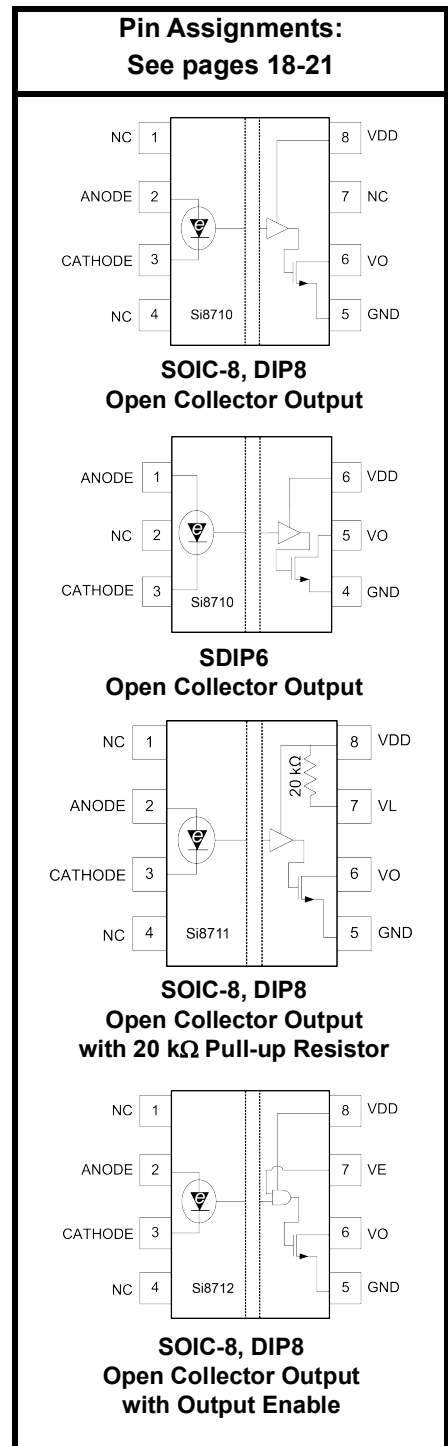 Pin Assignments:
See pages 18-21
NC 1 8 VDD
ANODE 2 e 7 NC
CATHODE 3 6 VO
NC 4 Si8710 5 GND
SOIC-8, DIP8
Open Collector Output
ANODE 1 6 VDD
NC 2 e 5 VO
CATHODE 3 Si8710 4 GND
SDIP6
Open Collector Output
NC 1 8 VDD
20 kΩ
ANODE 2 7 VL
e
CATHODE 3 6 VO
NC 4 Si8711 5 GND
SOIC-8, DIP8
Open Collector Output
with 20 kΩ Pull-up Resistor
NC 1 8 VDD
ANODE 2 7 VE
e
CATHODE 3 6 VO
NC 4 Si8712 5 GND
SOIC-8, DIP8
Open Collector Output
with Output Enable